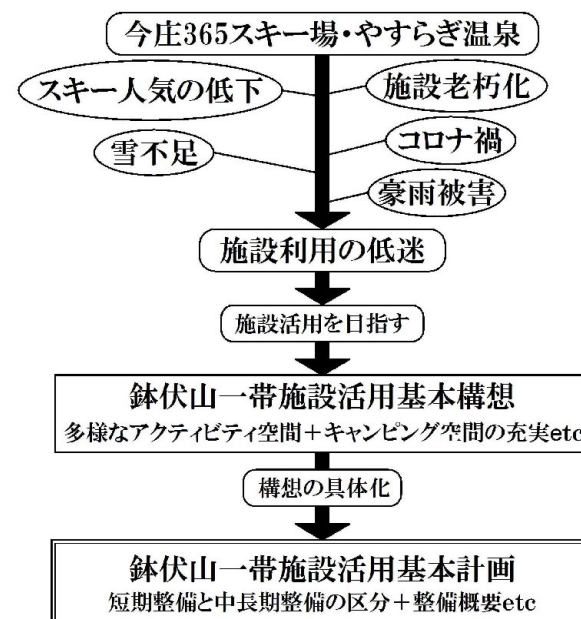 今庄365スキー場・やすらぎ温泉
スキー人気の低下
施設老朽化
雪不足
コロナ禍
豪雨被害
施設利用の低迷
施設活用を目指す
鉢伏山一帯施設活用基本構想
多様なアクティビティ空間＋キャンピング空間の充実etc
構想の具体化
鉢伏山一帯施設活用基本計画
短期整備と中長期整備の区分＋整備概要etc